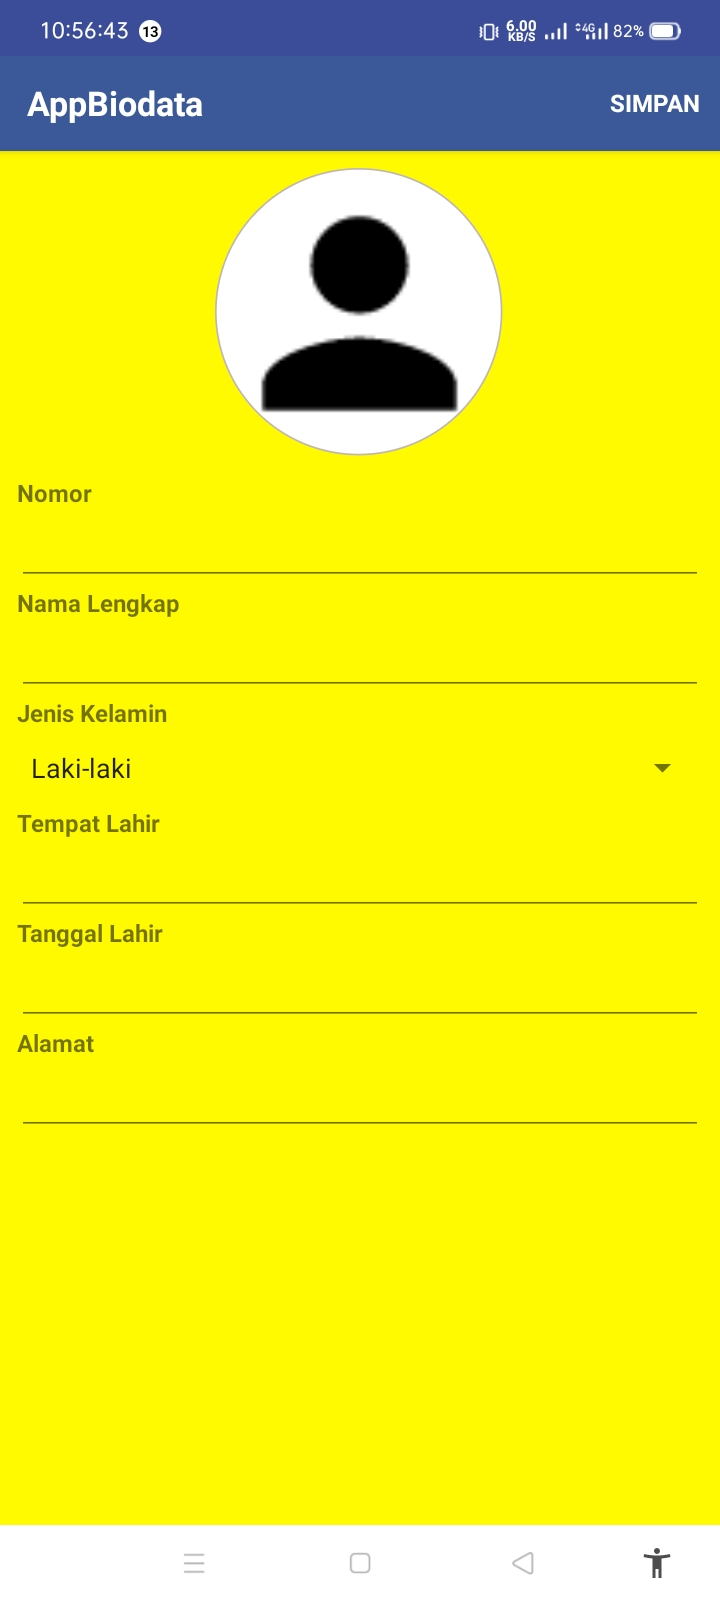 10:56:43 13 6.00 KB/S 4G 82%
AppBiodata SIMPAN
Nomor
Nama Lengkap
Jenis Kelamin
Laki-laki
Tempat Lahir
Tanggal Lahir
Alamat